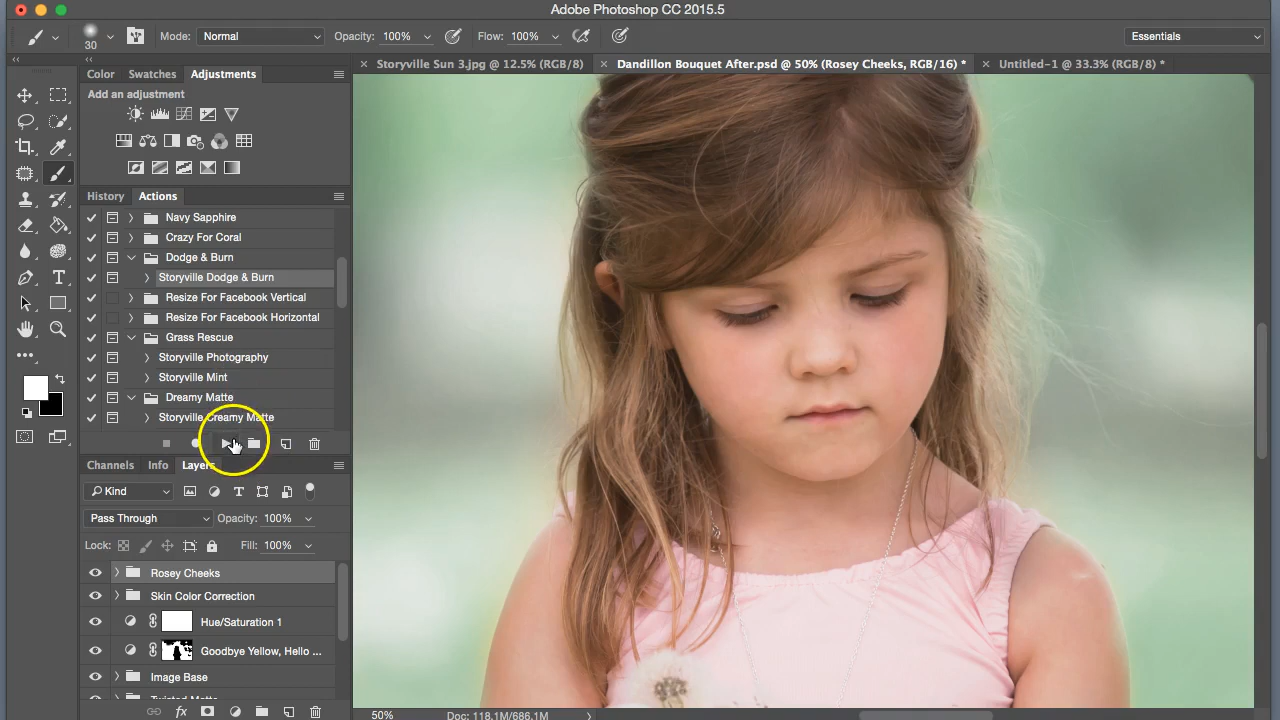 Adobe Photoshop CC 2015.5
30 Mode: Normal Opacity: 100% Flow: 100% Essentials
Storyville Sun 3.jpg @ 12.5% (RGB/8) Dandillon Bouquet After.psd @ 50% (Rosey Cheeks, RGB/16) * Untitled-1 @ 33.3% (RGB/8) *
Color Swatches Adjustments
Add an adjustment
History Actions
Navy Sapphire
Crazy For Coral
Dodge & Burn
Storyville Dodge & Burn
Resize For Facebook Vertical
Resize For Facebook Horizontal
Grass Rescue
Storyville Photography
Storyville Mint
Dreamy Matte
Storyville Creamy Matte
Channels Info Layers
Kind
Pass Through Opacity: 100%
Lock: Fill: 100%
Rosey Cheeks
Skin Color Correction
Hue/Saturation 1
Goodbye Yellow, Hello ...
Image Base
Twisted Matte
50% Doc: 118.1M/686.1M